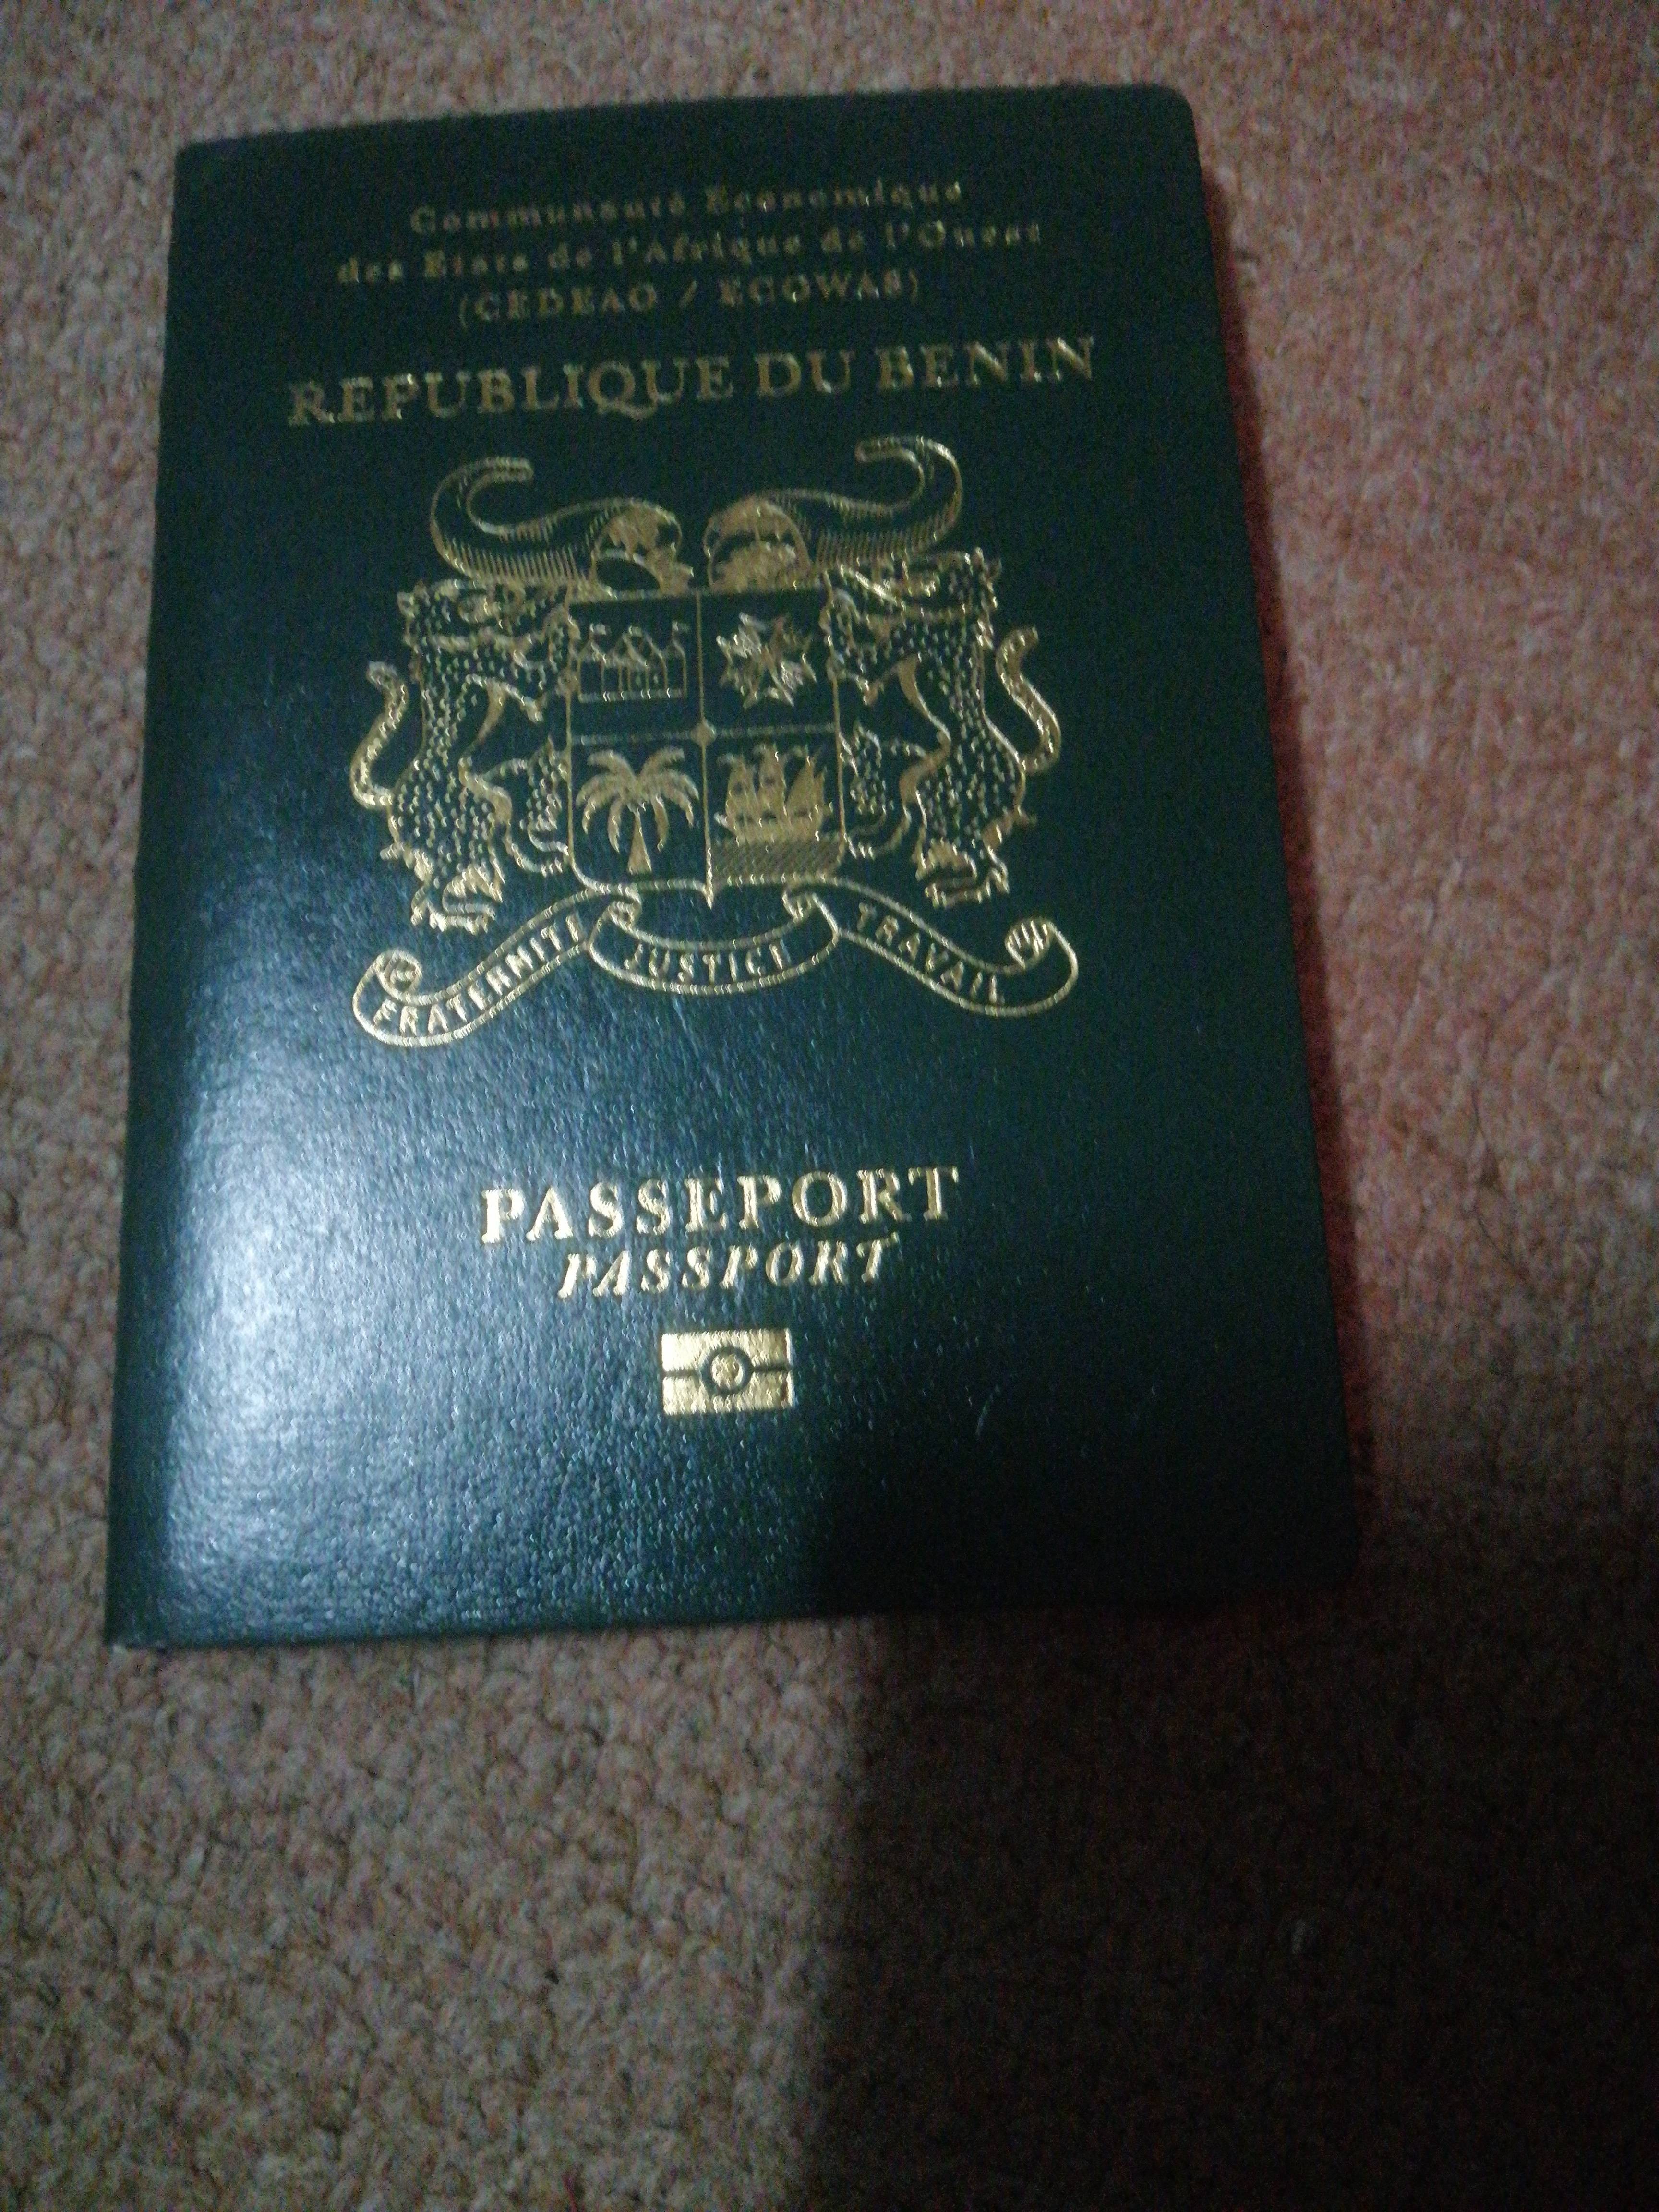 Communauté Economique
des Etats de l'Afrique de l'Ouest
(CEDEAO / ECOWAS)
REPUBLIQUE DU BENIN
FRATERNITE JUSTICE TRAVAIL
PASSEPORT
PASSPORT